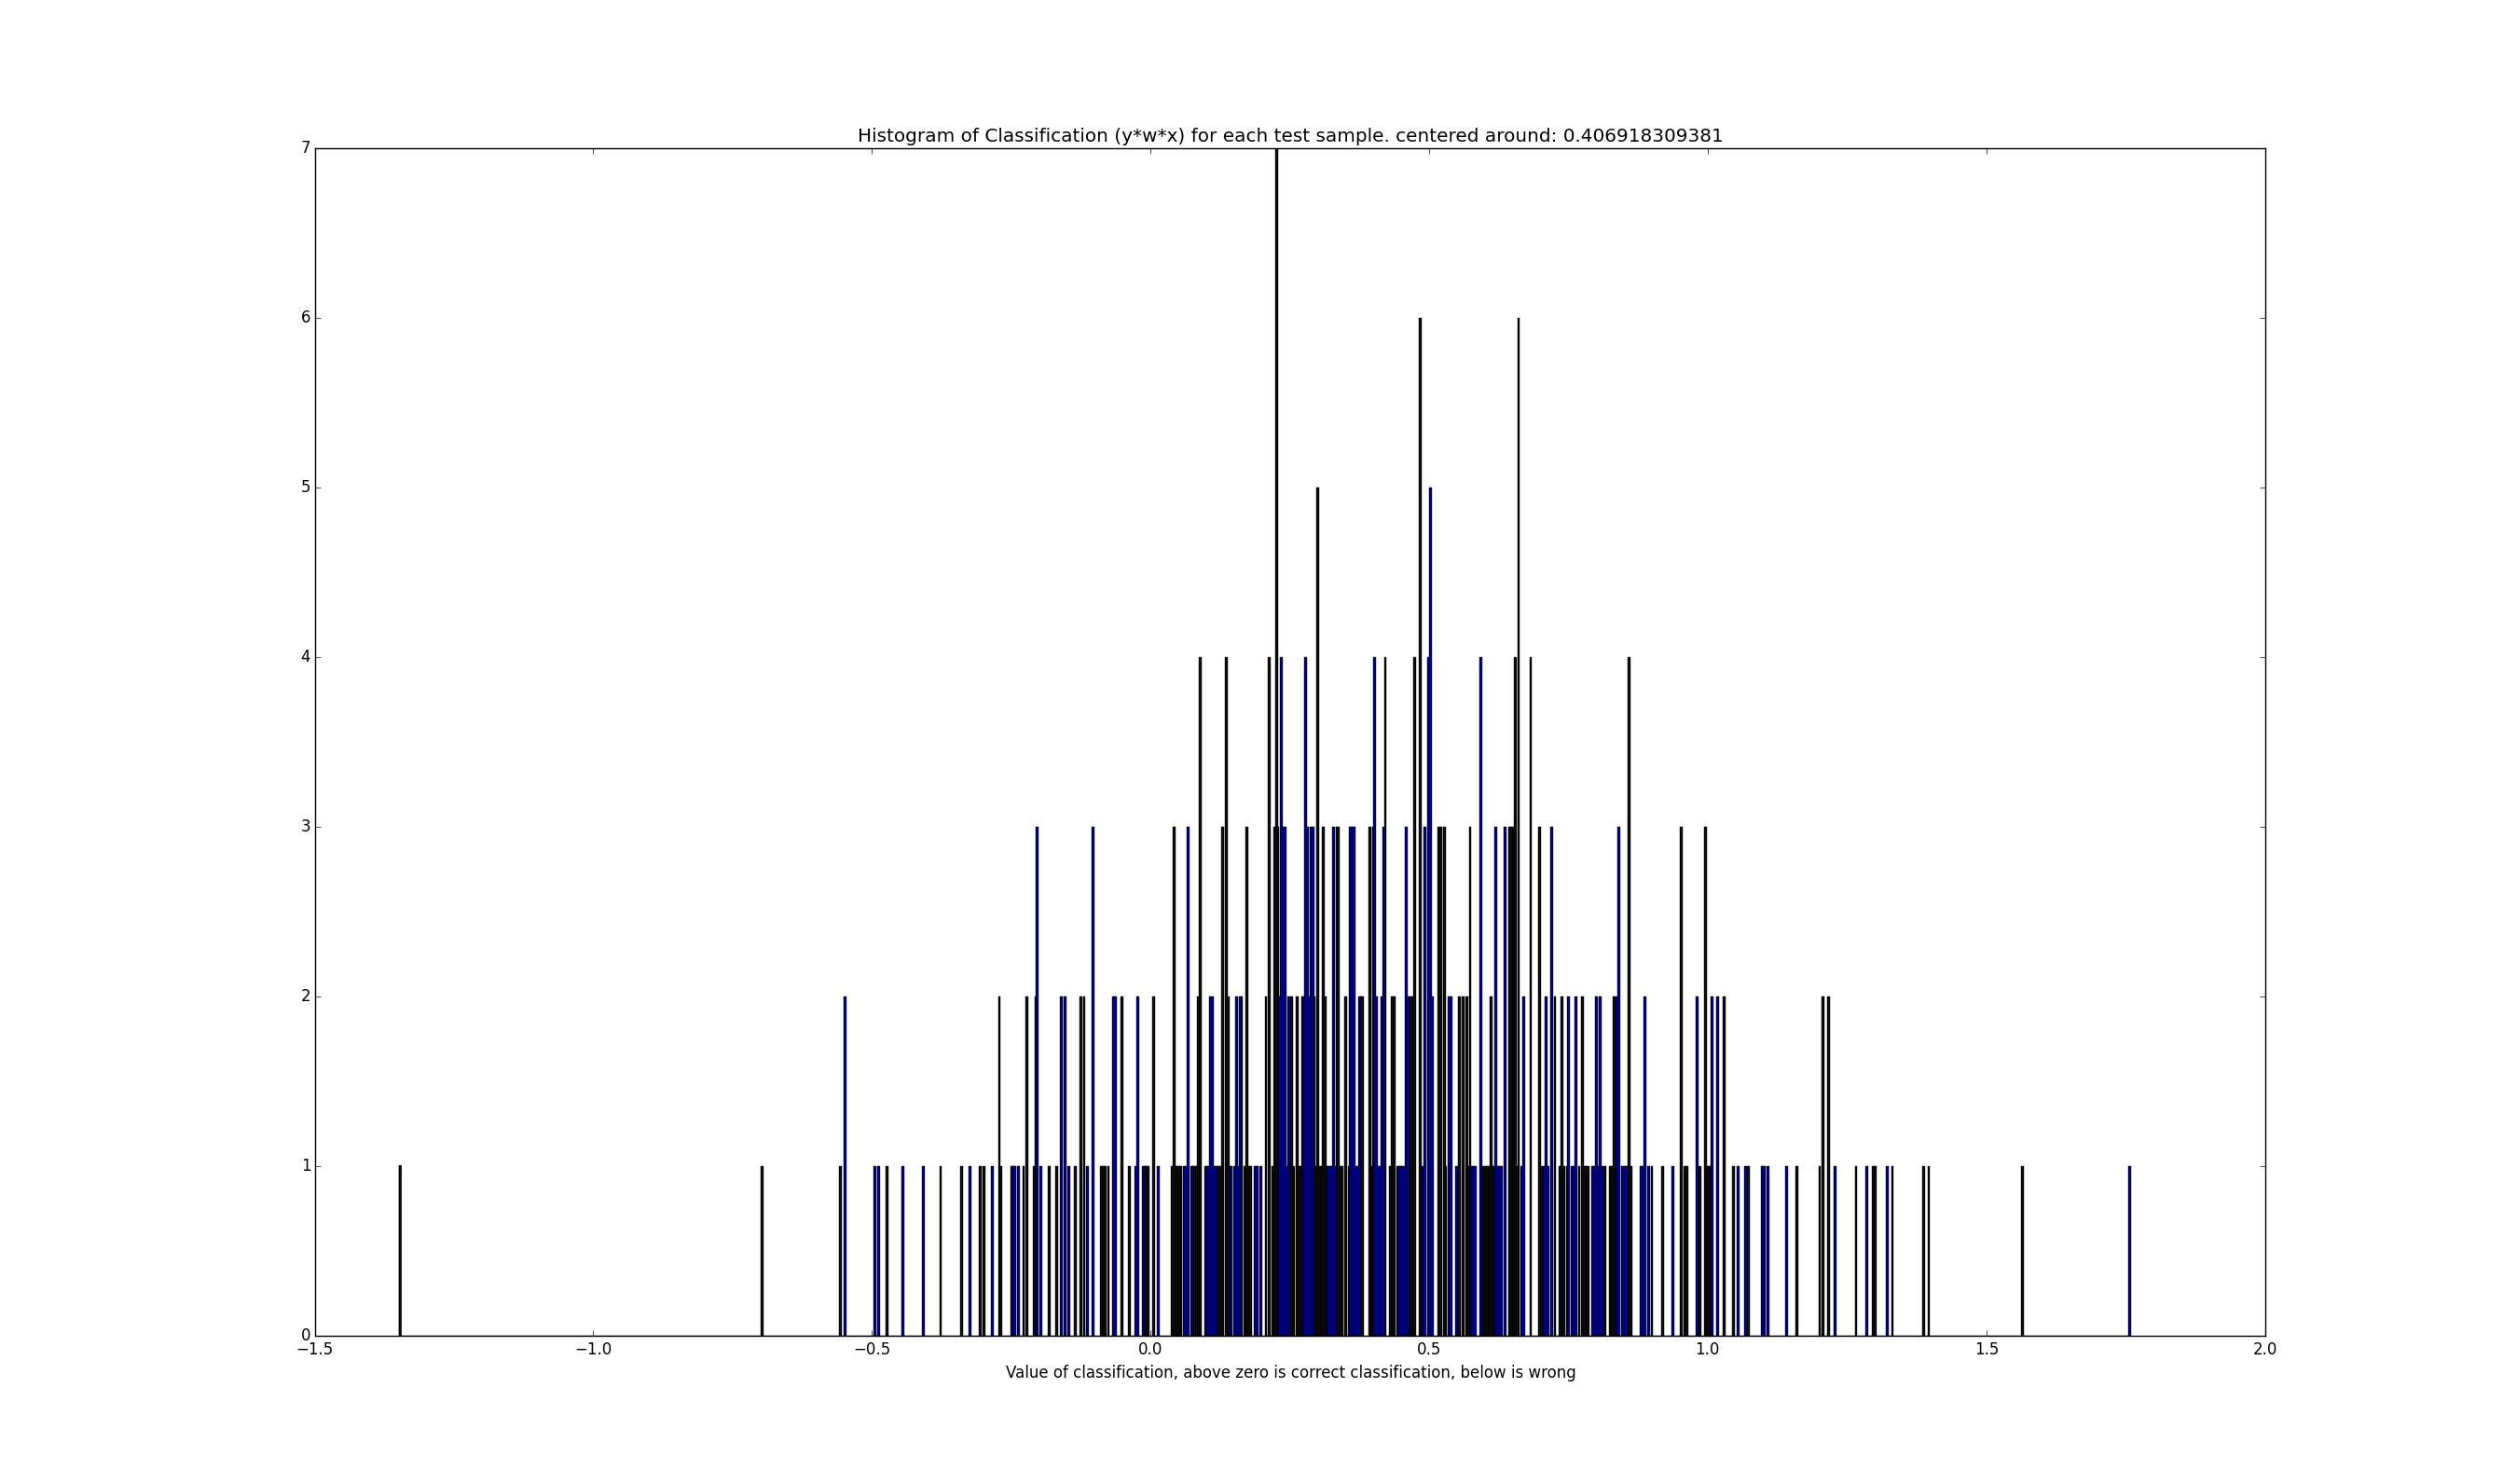 Histogram of Classification (y*w*x) for each test sample. centered around: 0.406918309381
7
6
5
4
3
2
1
0
−1.5 −1.0 −0.5 0.0 0.5 1.0 1.5 2.0
Value of classification, above zero is correct classification, below is wrong